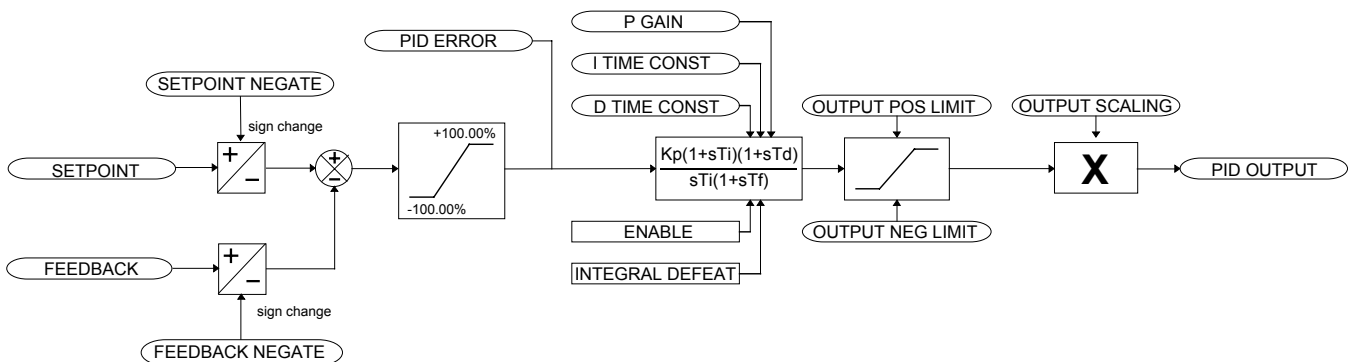 P GAIN
PID ERROR
I TIME CONST
SETPOINT NEGATE
D TIME CONST
OUTPUT POS LIMIT
OUTPUT SCALING
sign change
+100.00%
-100.00%
SETPOINT
+
−
+
−
Kp(1+sTi)(1+sTd)
sTi(1+sTf)
X
PID OUTPUT
ENABLE
OUTPUT NEG LIMIT
FEEDBACK
+
−
INTEGRAL DEFEAT
sign change
FEEDBACK NEGATE